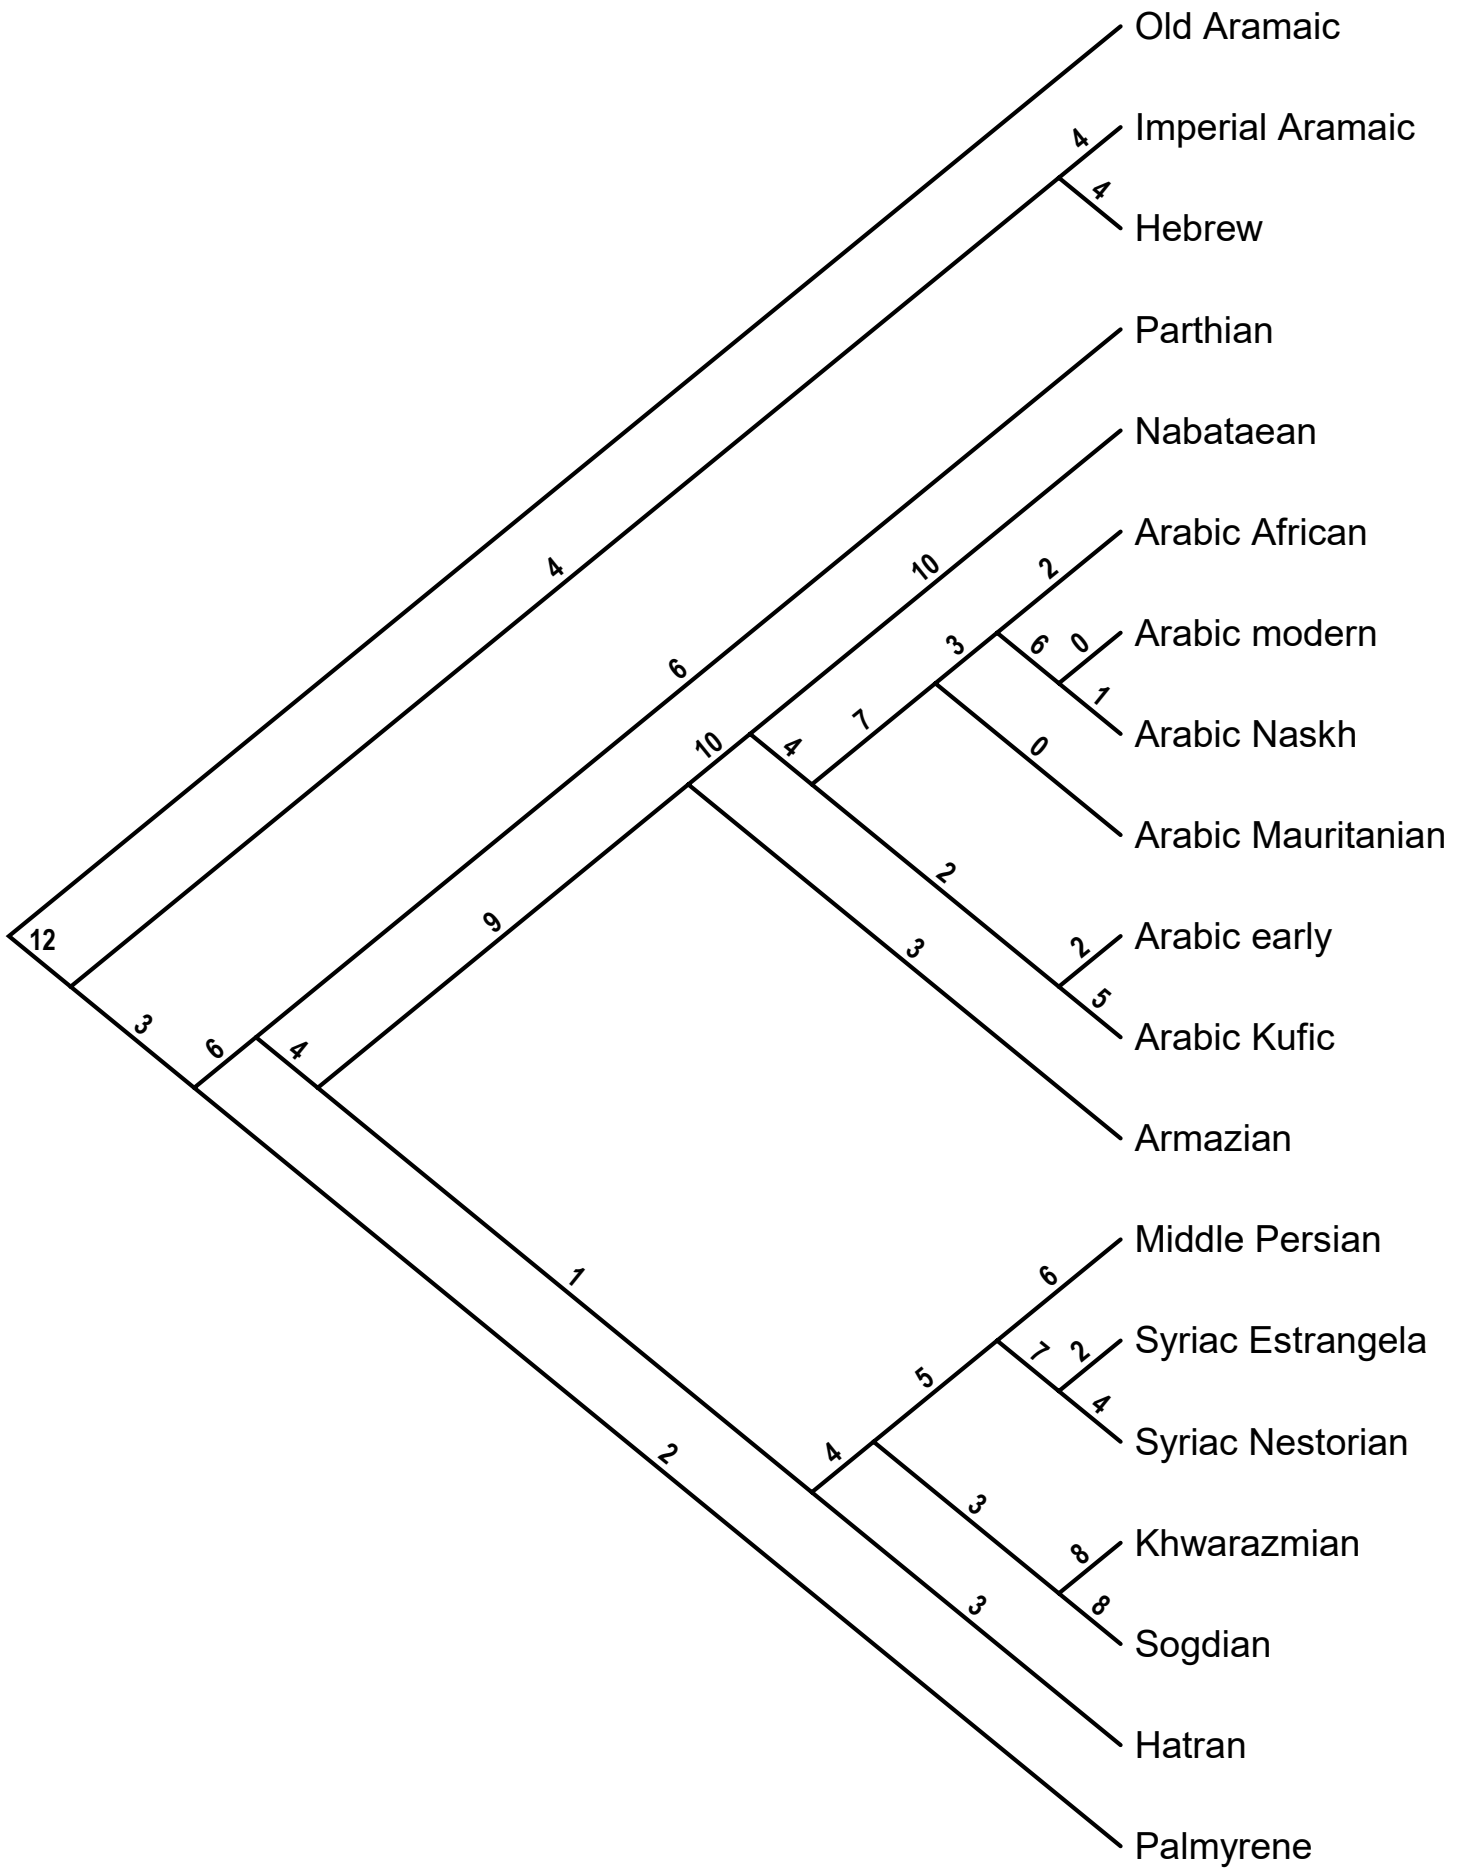 Old Aramaic
4
Imperial Aramaic
4
Hebrew
Parthian
Nabataean
Arabic African
4
10
2
Arabic modern
3
6
0
6
1
Arabic Naskh
7
10
4
0
Arabic Mauritanian
2
9
12
3
2
Arabic early
5
3
Arabic Kufic
6
4
Armazian
Middle Persian
1
6
Syriac Estrangela
7
2
5
4
Syriac Nestorian
2
4
3
Khwarazmian
8
3
8
Sogdian
Hatran
Palmyrene